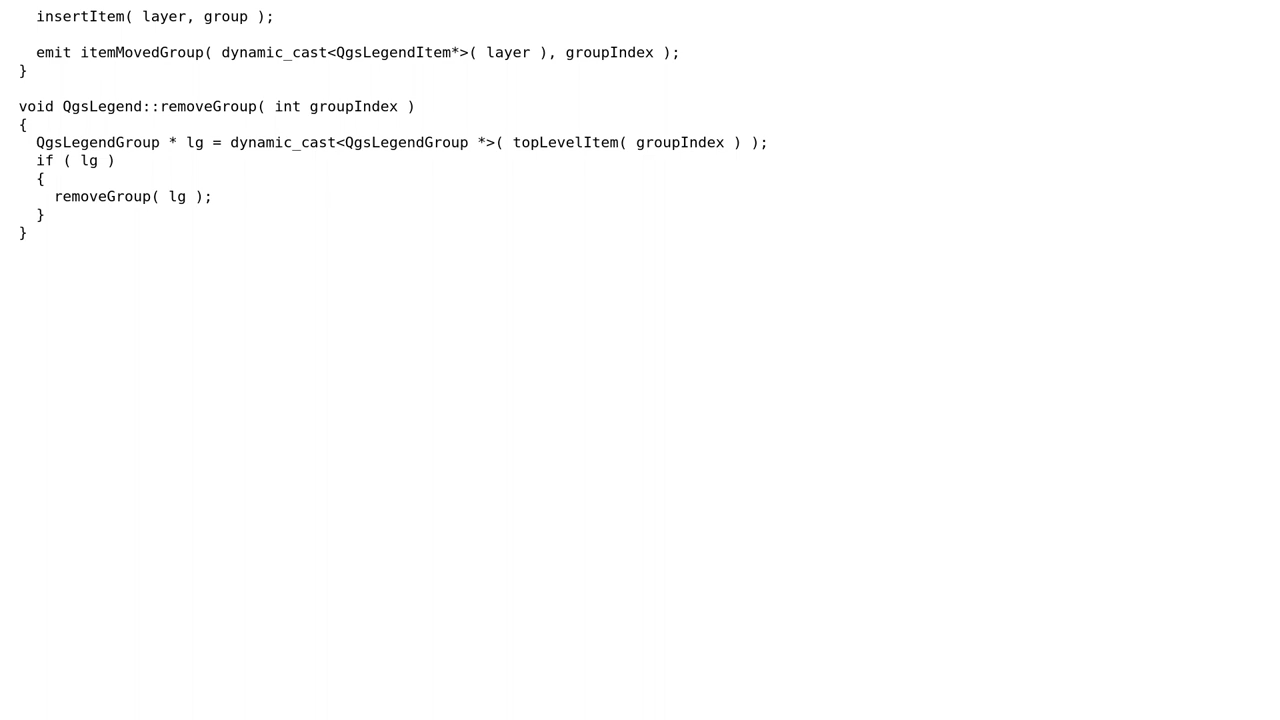 insertItem( layer, group );

  emit itemMovedGroup( dynamic_cast<QgsLegendItem*>( layer ), groupIndex );
}

void QgsLegend::removeGroup( int groupIndex )
{
  QgsLegendGroup * lg = dynamic_cast<QgsLegendGroup *>( topLevelItem( groupIndex ) );
  if ( lg )
  {
    removeGroup( lg );
  }
}